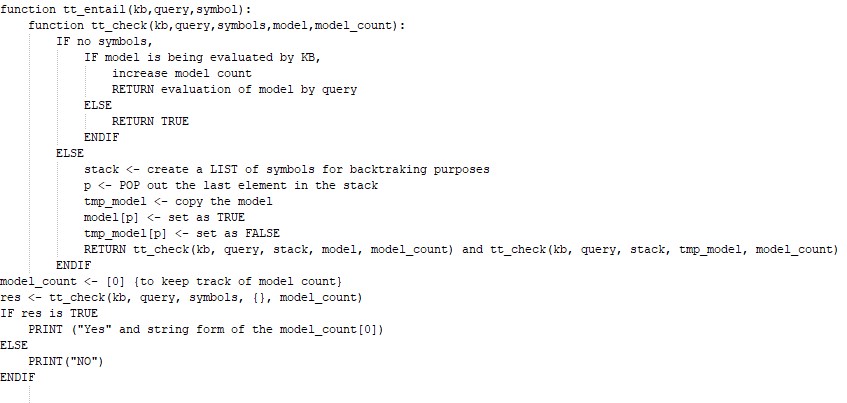 function tt_entail(kb,query,symbol):
function tt_check(kb,query,symbols,model,model_count):
IF no symbols,
IF model is being evaluated by KB,
increase model count
RETURN evaluation of model by query
ELSE
RETURN TRUE
ENDIF
ELSE
stack <- create a LIST of symbols for backtraking purposes
p <- POP out the last element in the stack
tmp_model <- copy the model
model[p] <- set as TRUE
tmp_model[p] <- set as FALSE
RETURN tt_check(kb, query, stack, model, model_count) and tt_check(kb, query, stack, tmp_model, model_count)
ENDIF
model_count <- [0] {to keep track of model count}
res <- tt_check(kb, query, symbols, {}, model_count)
IF res is TRUE
PRINT ("Yes" and string form of the model_count[0])
ELSE
PRINT("NO")
ENDIF